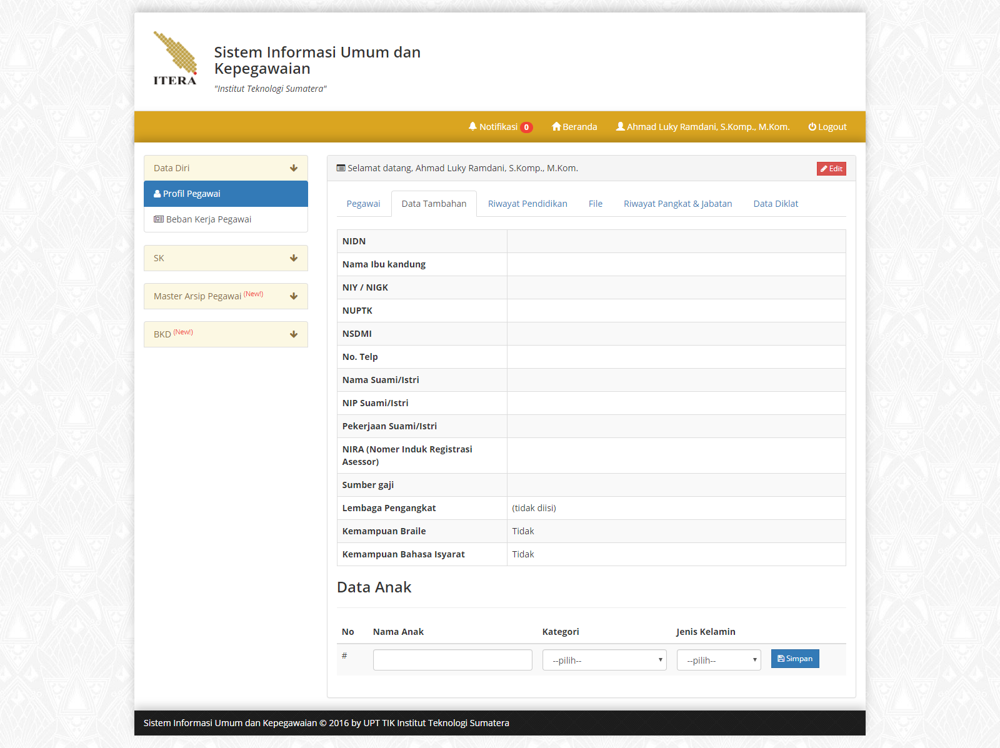 ITERA
Sistem Informasi Umum dan
Kepegawaian
"Institut Teknologi Sumatera"
Notifikasi 0 Beranda Ahmad Luky Ramdani, S.Komp., M.Kom. Logout
Data Diri
Profil Pegawai
Beban Kerja Pegawai
SK
Master Arsip Pegawai (New!)
BKD (New!)
Selamat datang, Ahmad Luky Ramdani, S.Komp., M.Kom. Edit
Pegawai Data Tambahan Riwayat Pendidikan File Riwayat Pangkat & Jabatan Data Diklat
NIDN
Nama Ibu kandung
NIY / NIGK
NUPTK
NSDMI
No. Telp
Nama Suami/Istri
NIP Suami/Istri
Pekerjaan Suami/Istri
NIRA (Nomer Induk Registrasi
Asessor)
Sumber gaji
Lembaga Pengangkat (tidak diisi)
Kemampuan Braile Tidak
Kemampuan Bahasa Isyarat Tidak
Data Anak
No Nama Anak Kategori Jenis Kelamin
# --pilih-- --pilih-- Simpan
Sistem Informasi Umum dan Kepegawaian © 2016 by UPT TIK Institut Teknologi Sumatera